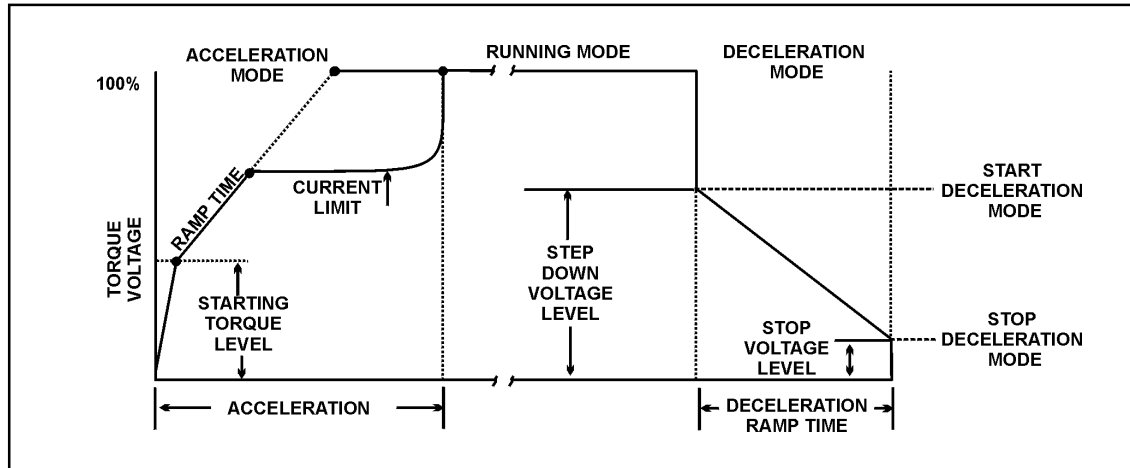 ACCELERATION
MODE
RUNNING MODE
DECELERATION
MODE
100%
TORQUE
VOLTAGE
RAMP TIME
CURRENT
LIMIT
STARTING
TORQUE
LEVEL
STEP
DOWN
VOLTAGE
LEVEL
START
DECELERATION
MODE
STOP
VOLTAGE
LEVEL
STOP
DECELERATION
MODE
ACCELERATION
DECELERATION
RAMP TIME